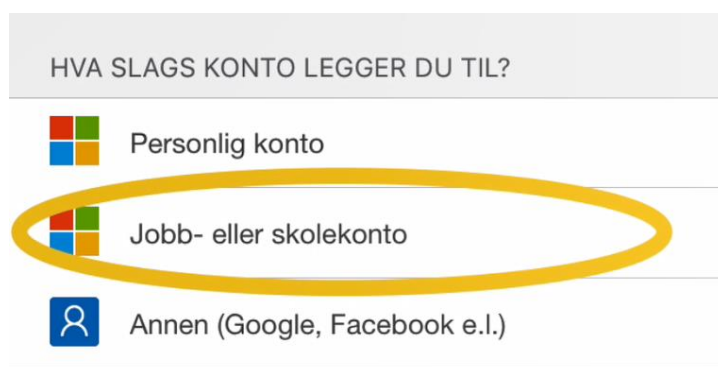 HVA SLAGS KONTO LEGGER DU TIL?
Personlig konto
Jobb- eller skolekonto
Annen (Google, Facebook e.l.)